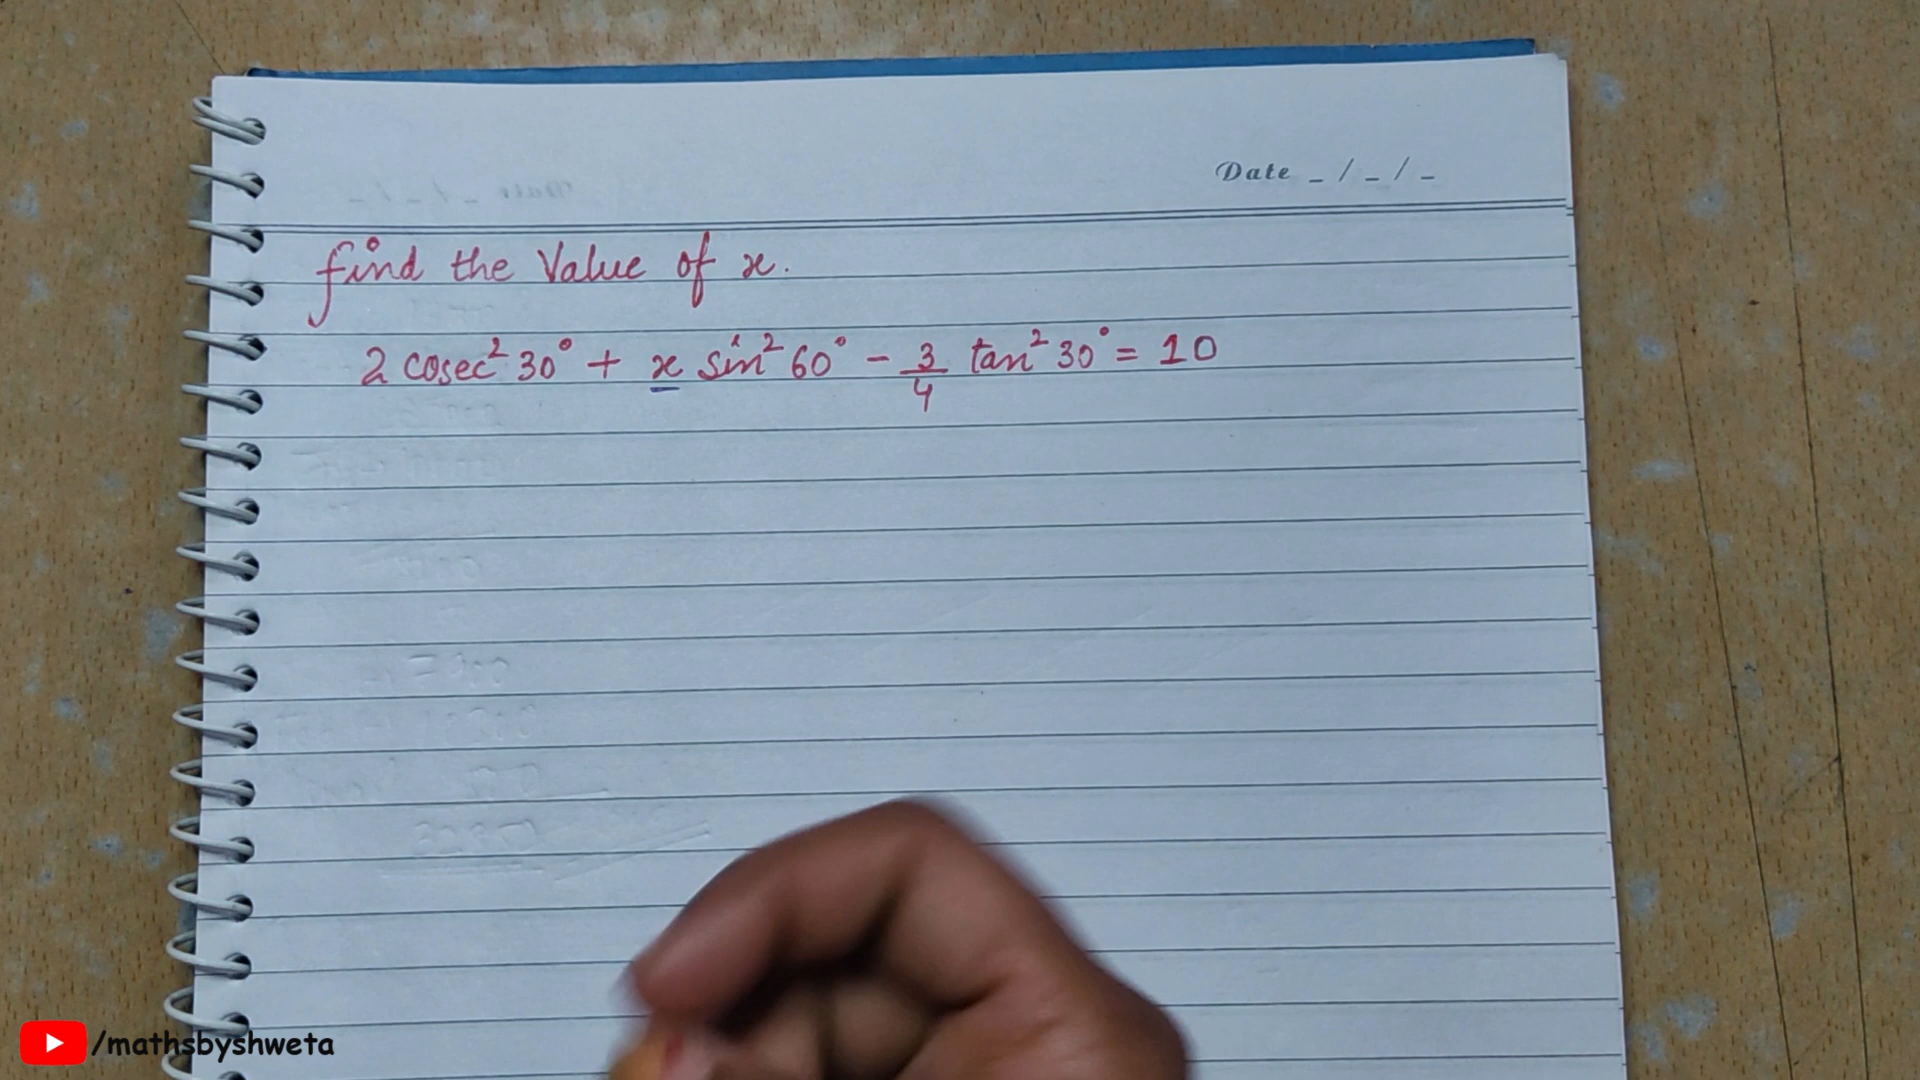 Date _ / _ / _
find the Value of x.
2 cosec² 30° + x sin² 60° - 3/4 tan² 30° = 10
/mathsbyshweta